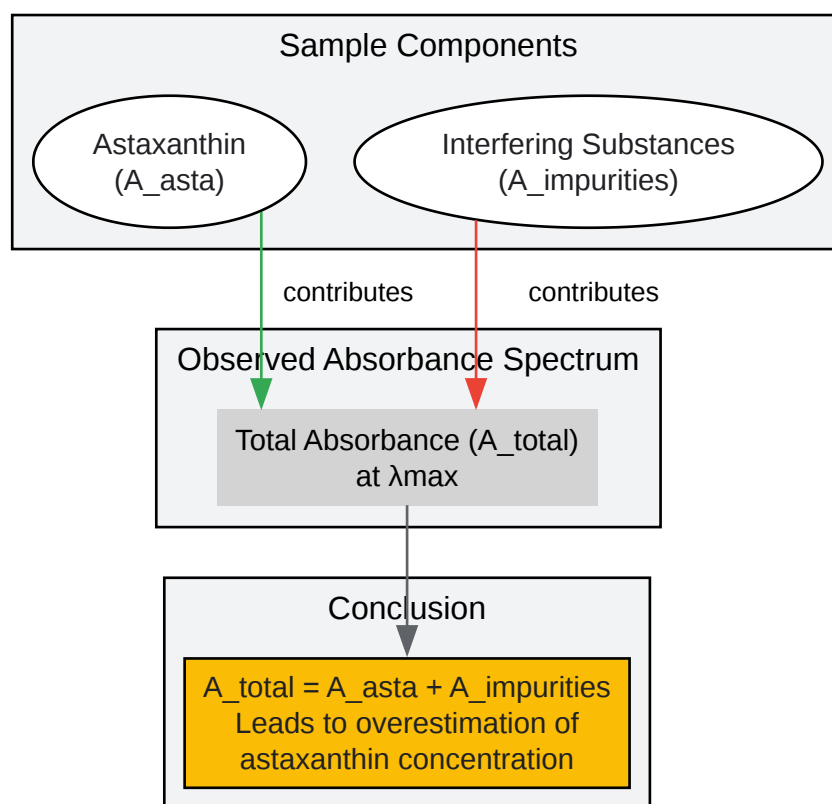 Sample Components
Astaxanthin
(A_asta)
Interfering Substances
(A_impurities)
contributes
contributes
Observed Absorbance Spectrum
Total Absorbance (A_total)
at λmax
Conclusion
A_total = A_asta + A_impurities
Leads to overestimation of
astaxanthin concentration